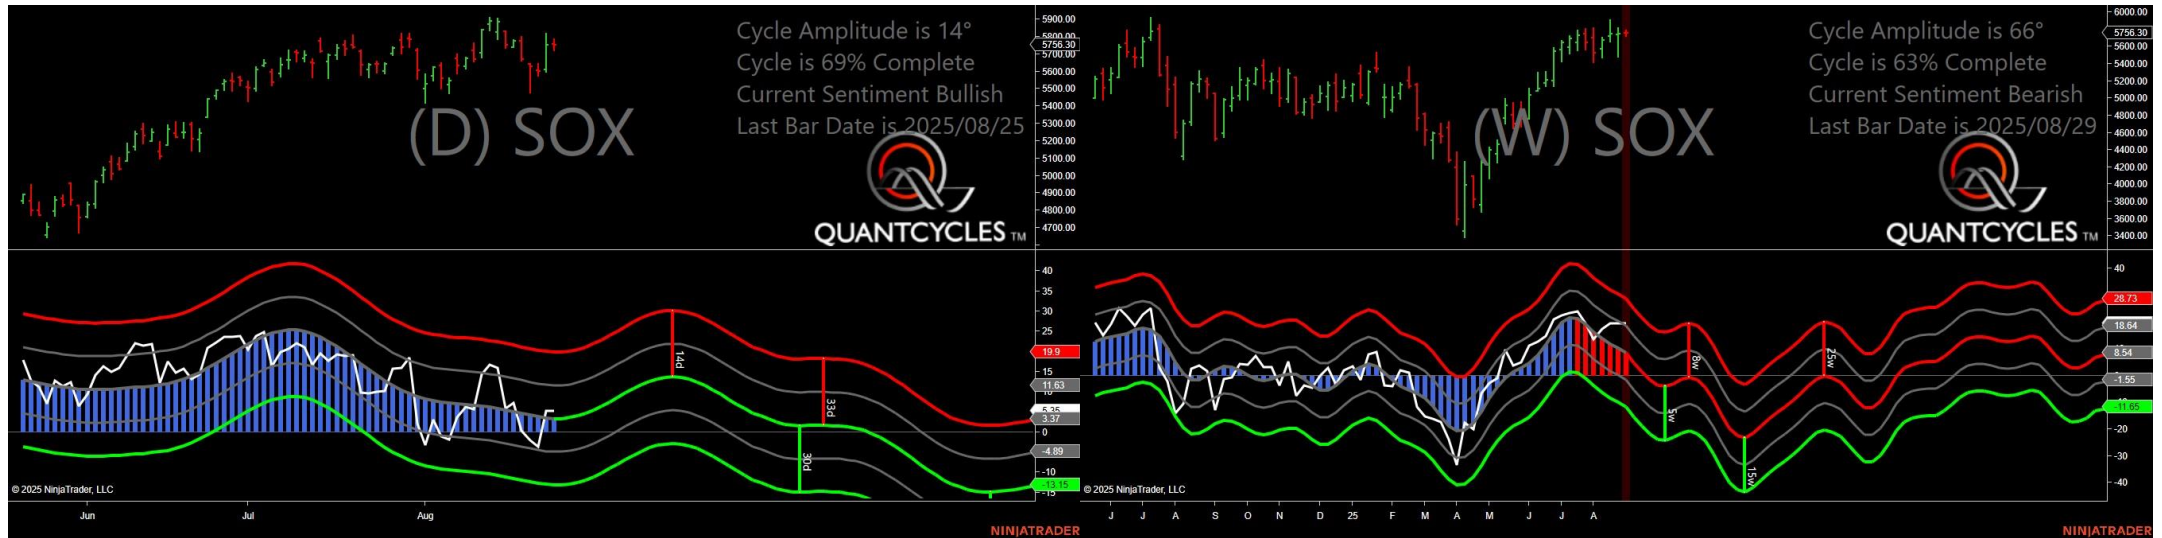 Cycle Amplitude is 14°
Cycle is 69% Complete
Current Sentiment Bullish
Last Bar Date is 2025/08/25
(D) SOX
QUANTCYCLES TM
5900.00
5800.00
5756.30
5700.00
5600.00
5500.00
5400.00
5300.00
5200.00
5100.00
5000.00
4900.00
4800.00
4700.00
40
35
30
25
19.9
15
11.63
10
5.35
3.37
0
-4.89
-10
-13.15
-15
14d
33d
30d
© 2025 NinjaTrader, LLC
Jun
Jul
Aug
NINJATRADER
Cycle Amplitude is 66°
Cycle is 63% Complete
Current Sentiment Bearish
Last Bar Date is 2025/08/29
(W) SOX
QUANTCYCLES TM
6000.00
5756.30
5600.00
5400.00
5200.00
5000.00
4800.00
4600.00
4400.00
4200.00
4000.00
3800.00
3600.00
3400.00
40
28.73
18.64
8.54
-1.55
-11.65
-20
-30
-40
8w
25w
5w
15w
© 2025 NinjaTrader, LLC
J
J
A
S
O
N
D
25
F
M
A
M
J
J
A
NINJATRADER